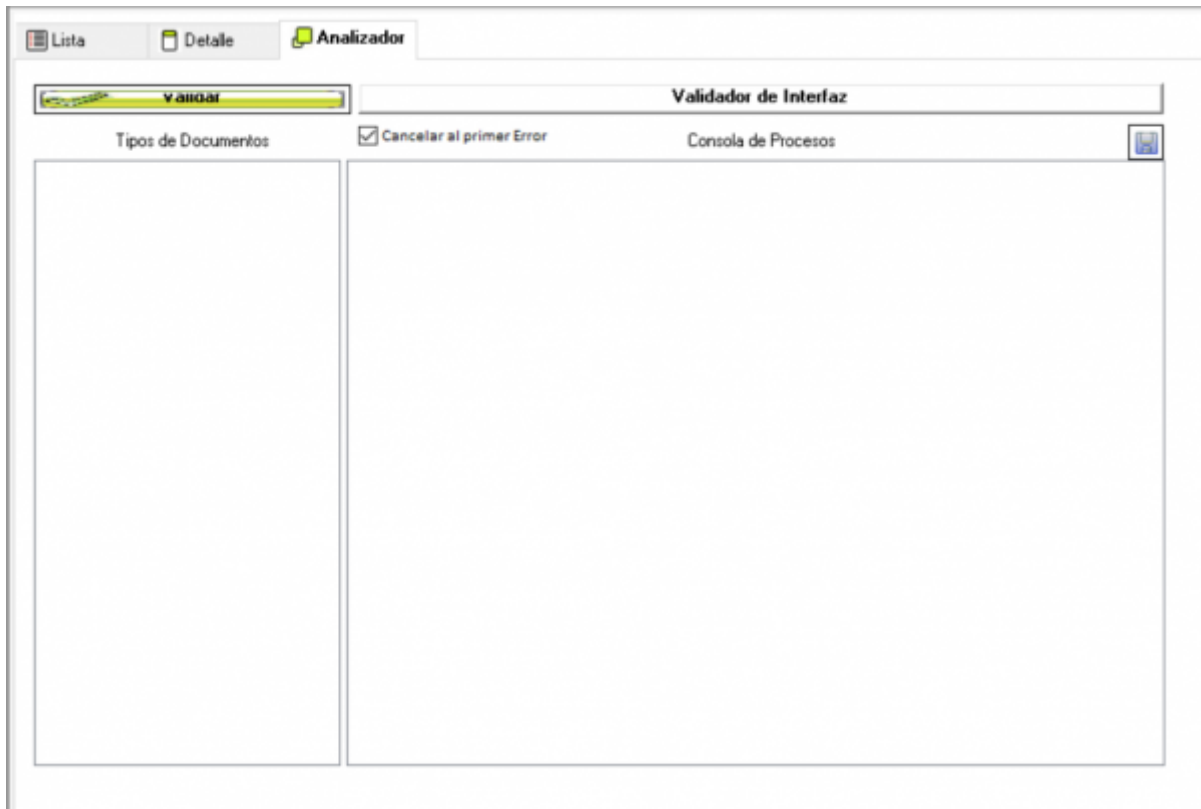 Lista
Detalle
Analizador
Validar
Validador de Interfaz
Tipos de Documentos
Cancelar al primer Error
Consola de Procesos